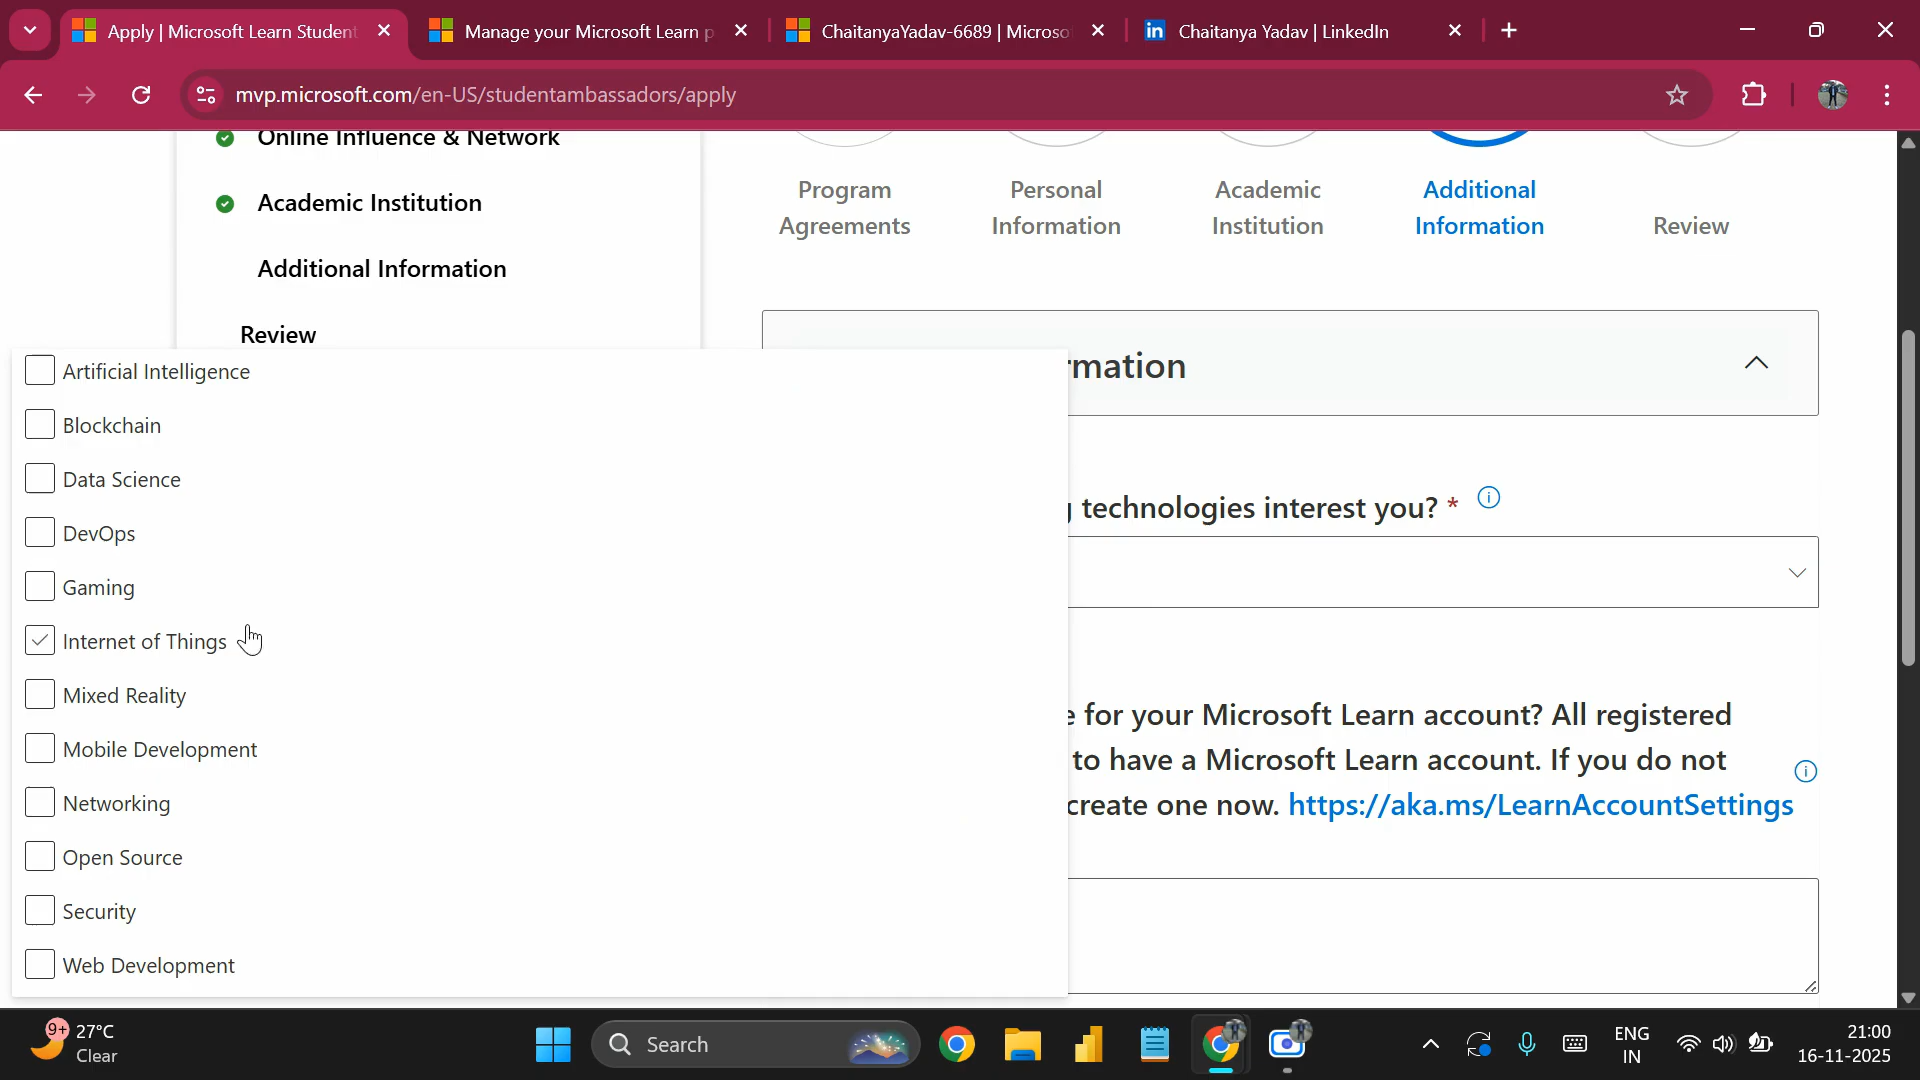 Apply | Microsoft Learn Student
Manage your Microsoft Learn p
ChaitanyaYadav-6689 | Microso
Chaitanya Yadav | LinkedIn
mvp.microsoft.com/en-US/studentambassadors/apply
Online Influence & Network
Academic Institution
Additional Information
Review
Program Agreements
Personal Information
Academic Institution
Additional Information
Review
rmation
technologies interest you? *
e for your Microsoft Learn account? All registered
to have a Microsoft Learn account. If you do not
create one now. https://aka.ms/LearnAccountSettings
Artificial Intelligence
Blockchain
Data Science
DevOps
Gaming
Internet of Things
Mixed Reality
Mobile Development
Networking
Open Source
Security
Web Development
9+
27°C
Clear
Search
ENG
IN
21:00
16-11-2025